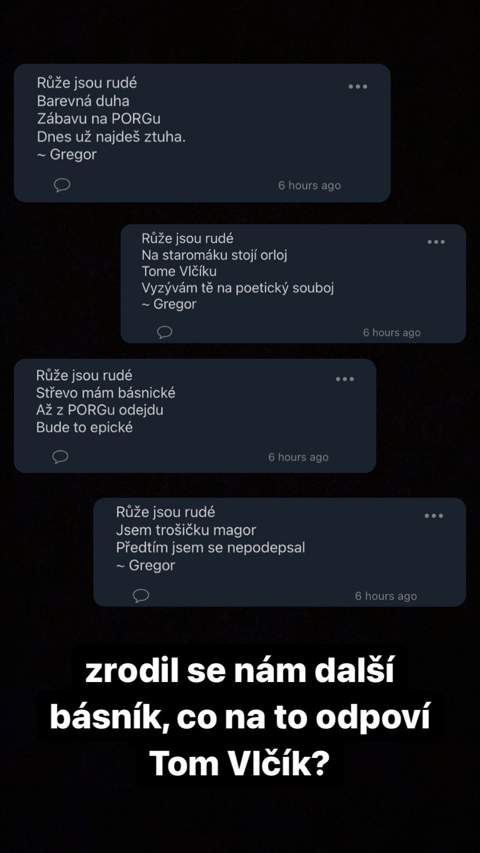 Růže jsou rudé
Barevná duha
Zábavu na PORGu
Dnes už najdeš ztuha.
~ Gregor
6 hours ago
Růže jsou rudé
Na staromáku stojí orloj
Tome Vlčíku
Vyzývám tě na poetický souboj
~ Gregor
6 hours ago
Růže jsou rudé
Střevo mám básnické
Až z PORGu odejdu
Bude to epické
6 hours ago
Růže jsou rudé
Jsem trošičku magor
Předtím jsem se nepodepsal
~ Gregor
6 hours ago
zrodil se nám další
básník, co na to odpoví
Tom Vlčík?